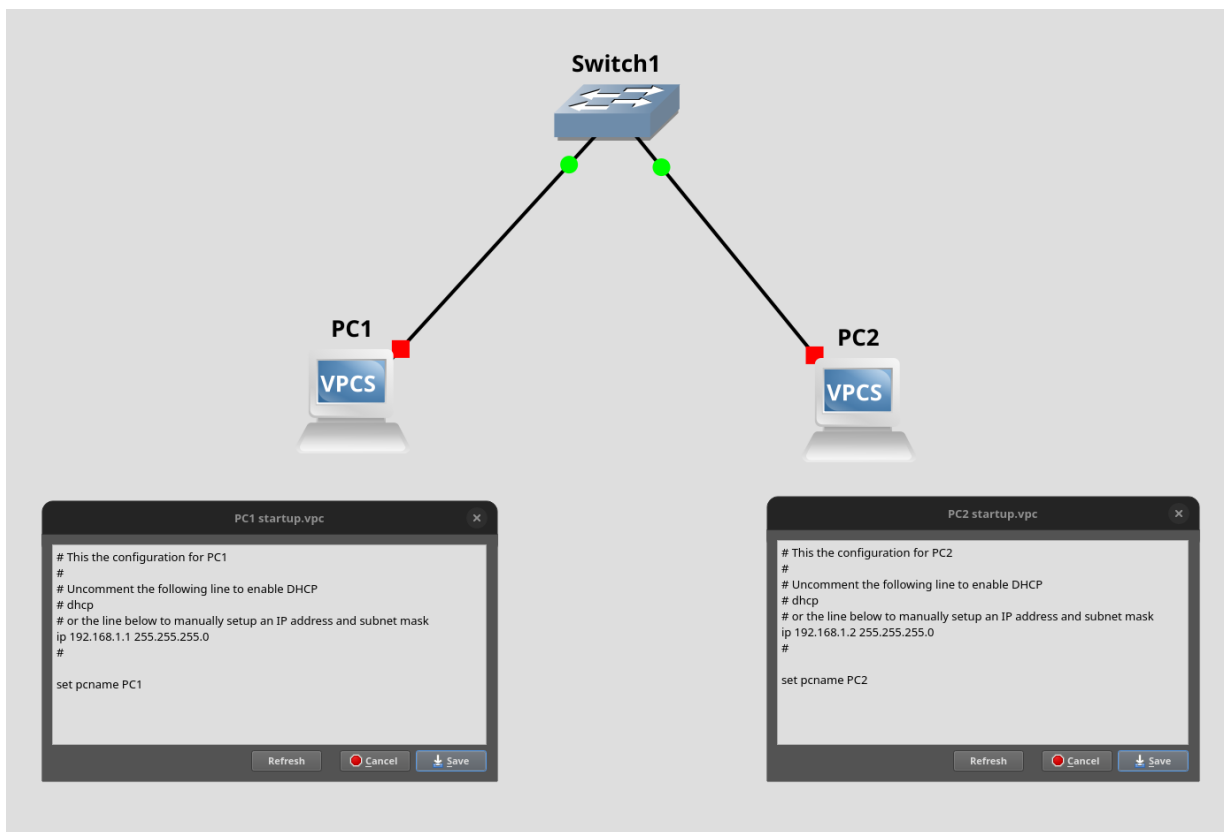 Switch1
PC1
VPCS
PC2
VPCS
PC1 startup.vpc
# This the configuration for PC1
#
# Uncomment the following line to enable DHCP
# dhcp
# or the line below to manually setup an IP address and subnet mask
ip 192.168.1.1 255.255.255.0
#
set pcname PC1
Refresh
Cancel
Save
PC2 startup.vpc
# This the configuration for PC2
#
# Uncomment the following line to enable DHCP
# dhcp
# or the line below to manually setup an IP address and subnet mask
ip 192.168.1.2 255.255.255.0
#
set pcname PC2
Refresh
Cancel
Save